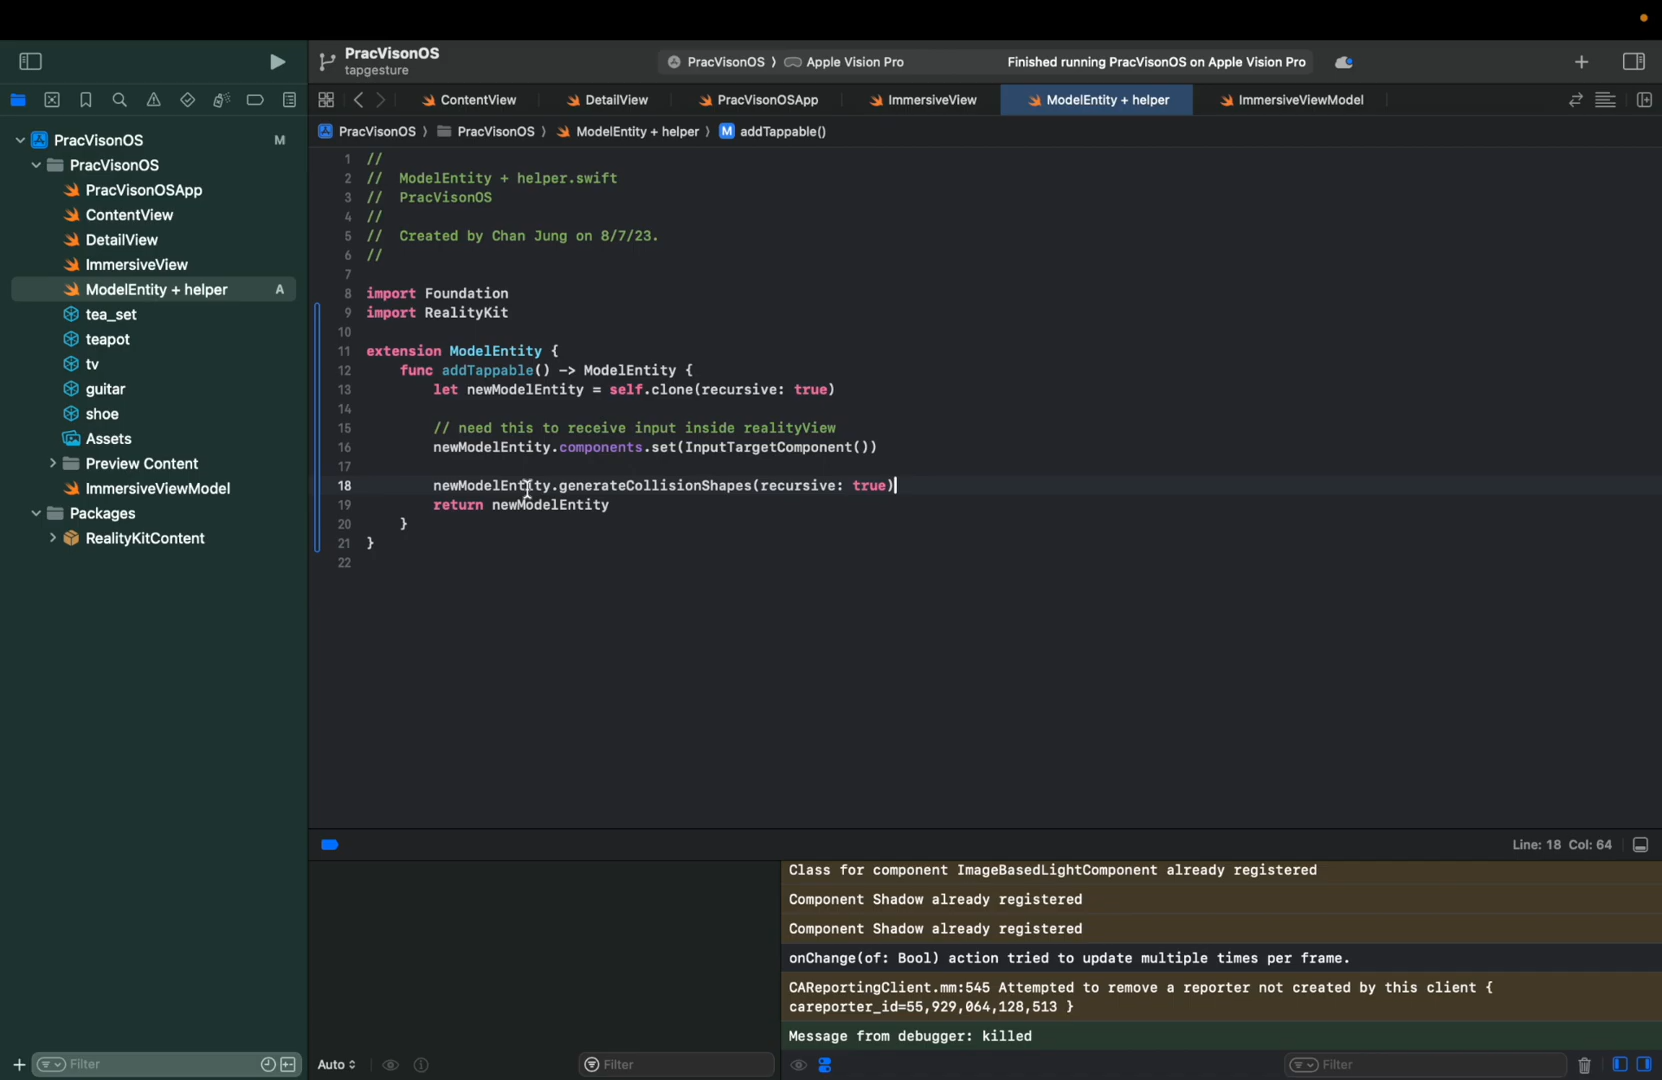 PracVisonOS
tapgesture
PracVisonOS 〉 Apple Vision Pro
Finished running PracVisonOS on Apple Vision Pro
ContentView
DetailView
PracVisonOSApp
ImmersiveView
ModelEntity + helper
ImmersiveViewModel
PracVisonOS 〉 PracVisonOS 〉 ModelEntity + helper 〉 M addTappable()
PracVisonOS M
PracVisonOS
PracVisonOSApp
ContentView
DetailView
ImmersiveView
ModelEntity + helper A
tea_set
teapot
tv
guitar
shoe
Assets
Preview Content
ImmersiveViewModel
Packages
RealityKitContent
Filter
1 //
2 // ModelEntity + helper.swift
3 // PracVisonOS
4 //
5 // Created by Chan Jung on 8/7/23.
6 //
7
8 import Foundation
9 import RealityKit
10
11 extension ModelEntity {
12 func addTappable() -> ModelEntity {
13 let newModelEntity = self.clone(recursive: true)
14
15 // need this to receive input inside realityView
16 newModelEntity.components.set(InputTargetComponent())
17
18 newModelEntity.generateCollisionShapes(recursive: true)
19 return newModelEntity
20 }
21 }
22
Line: 18 Col: 64
Class for component ImageBasedLightComponent already registered
Component Shadow already registered
Component Shadow already registered
onChange(of: Bool) action tried to update multiple times per frame.
CAReportingClient.mm:545 Attempted to remove a reporter not created by this client {
careporter_id=55,929,064,128,513 }
Message from debugger: killed
Auto
Filter
Filter